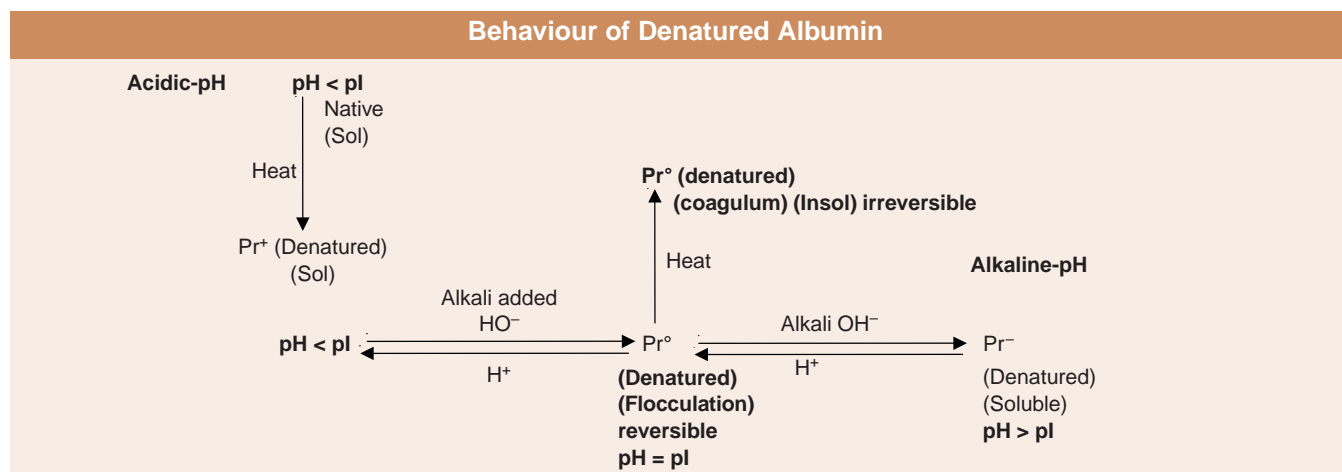 Behaviour of Denatured Albumin
Acidic-pH pH < pI
Native
(Sol)
Heat
Pr° (denatured)
(coagulum) (Insol) irreversible
Pr⁺ (Denatured)
(Sol)
Heat
Alkaline-pH
Alkali added
HO⁻
Alkali OH⁻
pH < pI
Pr°
Pr⁻
H⁺
H⁺
(Denatured)
(Flocculation)
reversible
pH = pI
(Denatured)
(Soluble)
pH > pI